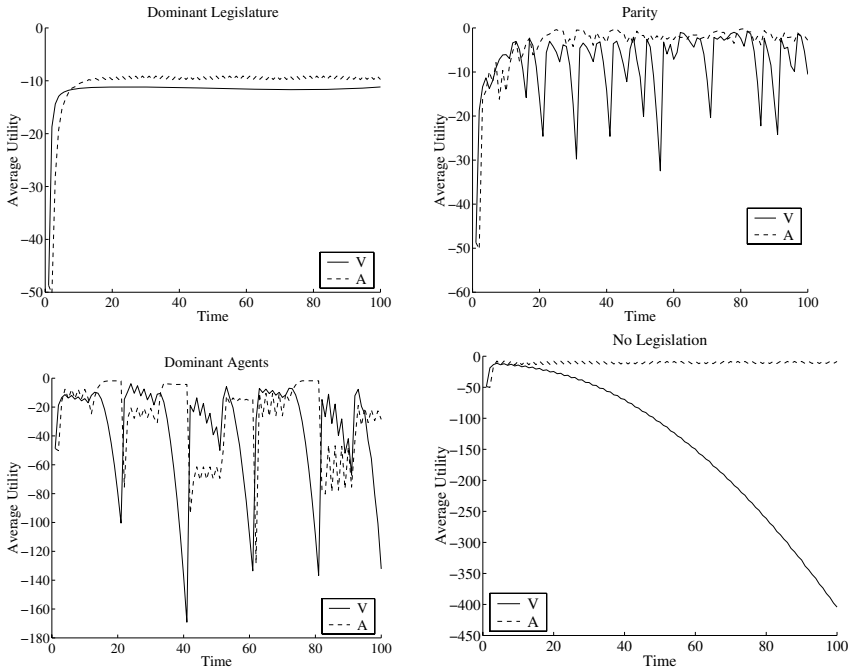 Dominant Legislature
0
−10
−20
−30
−40
−50
Average Utility
0 20 40 60 80 100
Time
V
A
Parity
0
−10
−20
−30
−40
−50
−60
Average Utility
0 20 40 60 80 100
Time
V
A
Dominant Agents
0
−20
−40
−60
−80
−100
−120
−140
−160
−180
Average Utility
0 20 40 60 80 100
Time
V
A
No Legislation
0
−50
−100
−150
−200
−250
−300
−350
−400
−450
Average Utility
0 20 40 60 80 100
Time
V
A